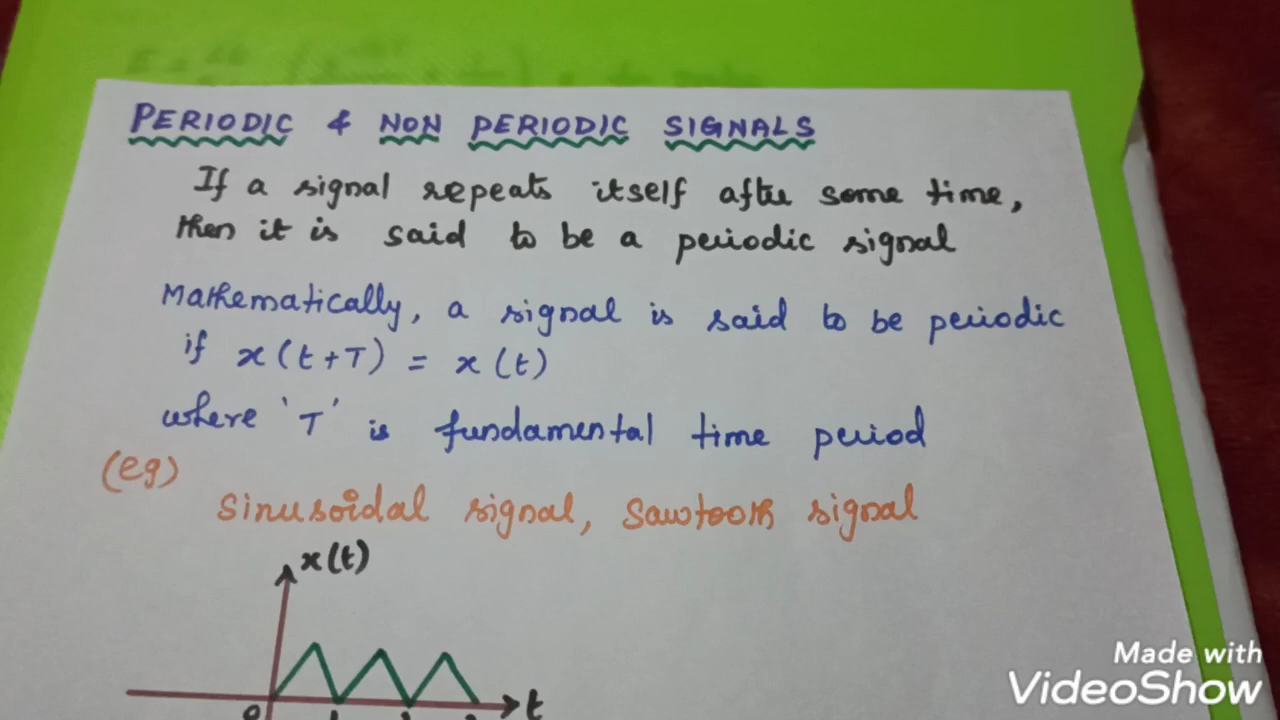 PERIODIC & NON PERIODIC SIGNALS
If a signal repeats itself after some time,
then it is said to be a periodic signal
Mathematically, a signal is said to be periodic
if x(t+T) = x(t)
where 'T' is fundamental time period
(eg)
Sinusoidal signal, Sawtooth signal
x(t)
0
t
Made with
VideoShow